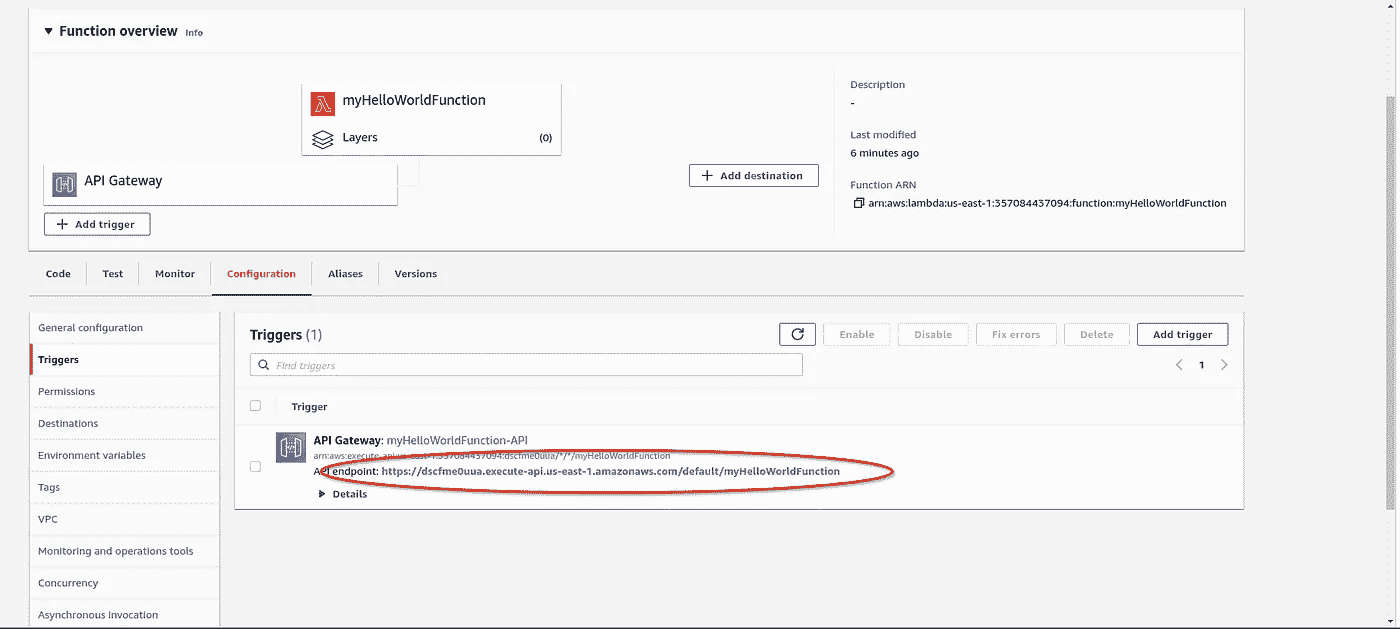 Function overview Info
myHelloWorldFunction
Layers (0)
API Gateway
+ Add trigger
+ Add destination
Description
-
Last modified
6 minutes ago
Function ARN
arn:aws:lambda:us-east-1:357084437094:function:myHelloWorldFunction
Code Test Monitor Configuration Aliases Versions
General configuration
Triggers
Permissions
Destinations
Environment variables
Tags
VPC
Monitoring and operations tools
Concurrency
Asynchronous invocation
Triggers (1)
Enable Disable Fix errors Delete Add trigger
Find triggers
1
Trigger
API Gateway: myHelloWorldFunction-API
arn:aws:execute-api:us-east-1:357084437094:dscfme0uua/*/*/myHelloWorldFunction
API endpoint: https://dscfme0uua.execute-api.us-east-1.amazonaws.com/default/myHelloWorldFunction
Details